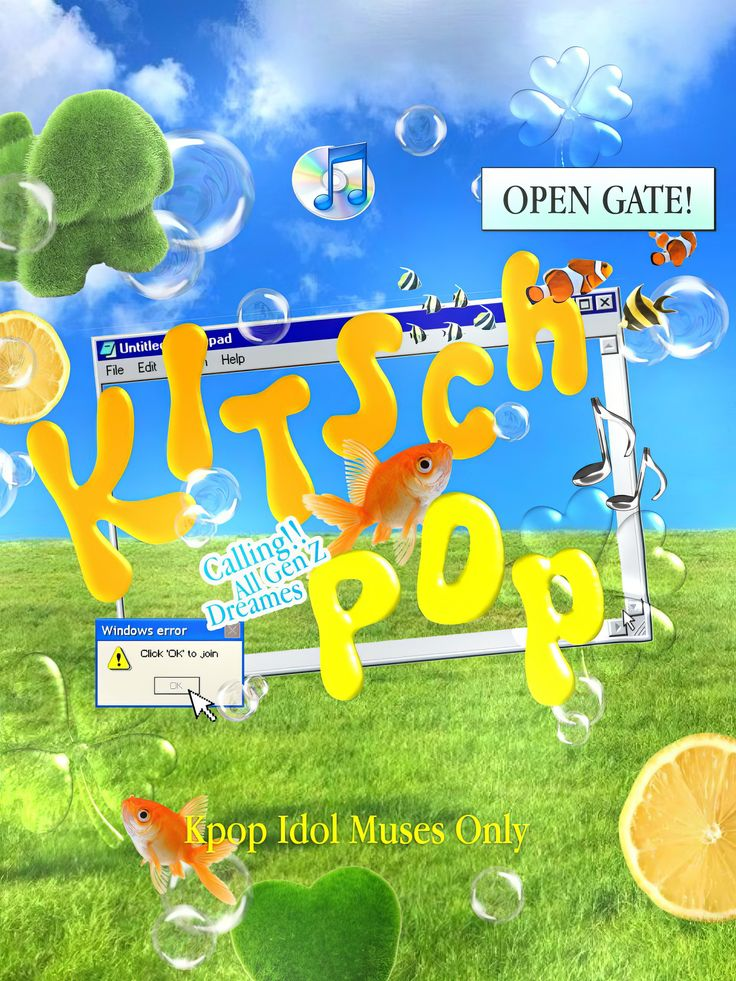 OPEN GATE!
Untitled pad
File Edit Help
KITSCH
POP
Calling!!
All Gen Z
Dreames
Windows error
Click 'OK' to join
OK
Kpop Idol Muses Only